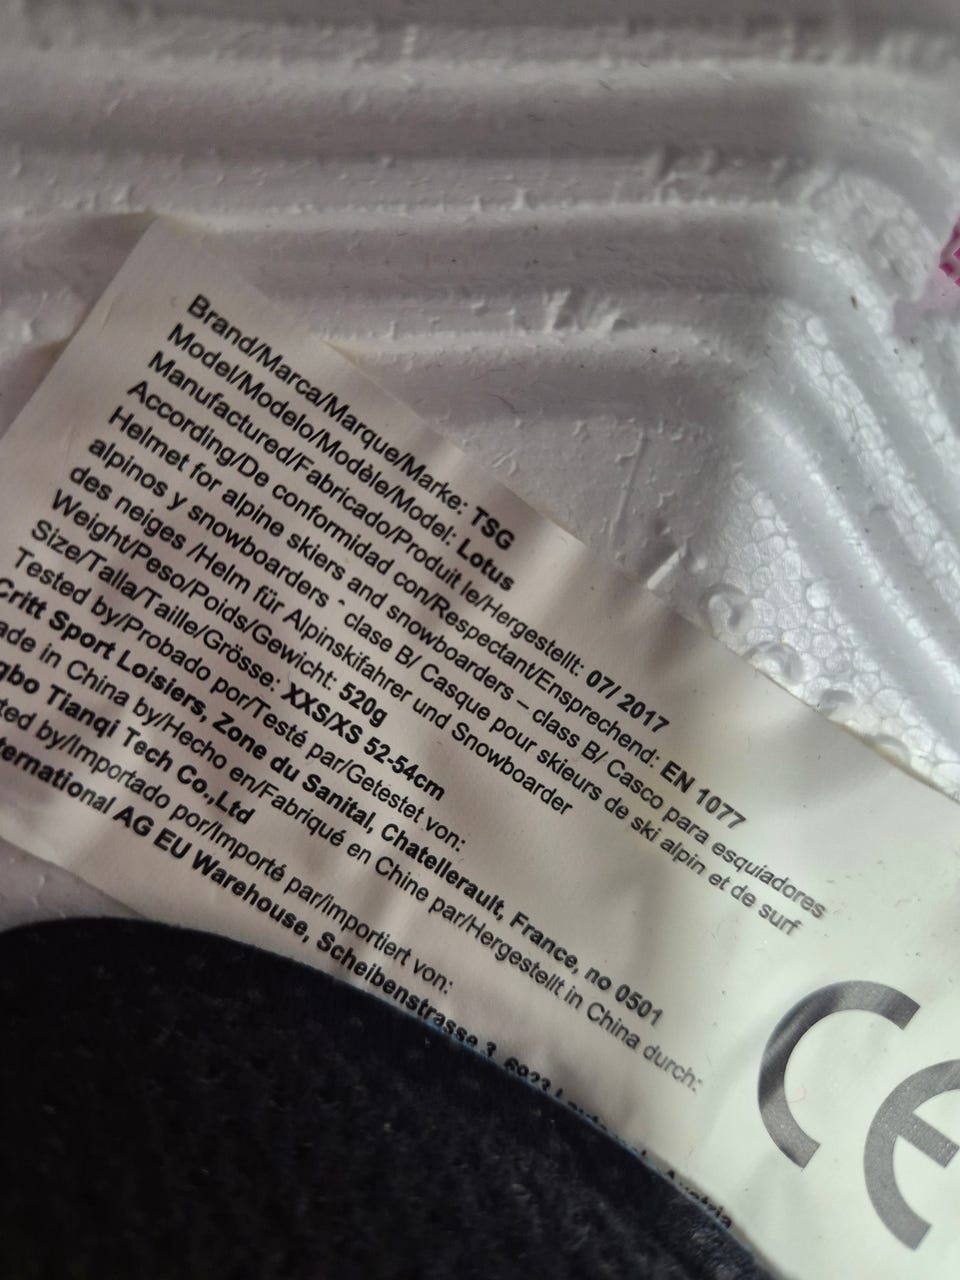 Brand/Marca/Marque/Marke: TSG
Model/Modelo/Modèle/Model: Lotus
Manufactured/Fabricado/Produit le/Hergestellt: 07/ 2017
According/De conformidad con/Respectant/Ensprechend: EN 1077
Helmet for alpine skiers and snowboarders – class B/ Casco para esquiadores
alpinos y snowboarders - clase B/ Casque pour skieurs de ski alpin et de surf
des neiges /Helm für Alpinskifahrer und Snowboarder
Weight/Peso/Poids/Gewicht: 520g
Size/Talla/Taille/Grösse: XXS/XS 52-54cm
Tested by/Probado por/Testé par/Getestet von:
Critt Sport Loisiers, Zone du Sanital, Chatellerault, France, no 0501
ade in China by/Hecho en/Fabriqué en Chine par/Hergestellt in China durch:
gbo Tianqi Tech Co.,Ltd
ted by/Importado por/Importé par/importiert von:
ternational AG EU Warehouse, Scheibenstrasse 3, 6923
CE